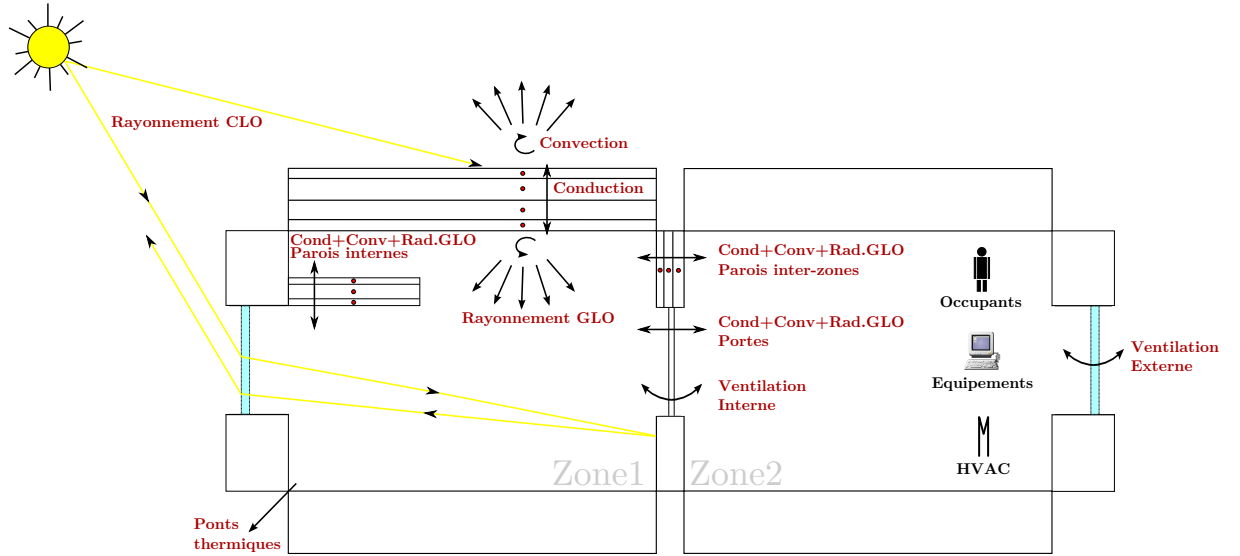 Rayonnement CLO
Convection
Conduction
Cond+Conv+Rad.GLO
Parois internes
Cond+Conv+Rad.GLO
Parois inter-zones
Occupants
Rayonnement GLO
Cond+Conv+Rad.GLO
Portes
Ventilation
Externe
Equipements
Ventilation
Interne
Zone1
Zone2
HVAC
Ponts
thermiques